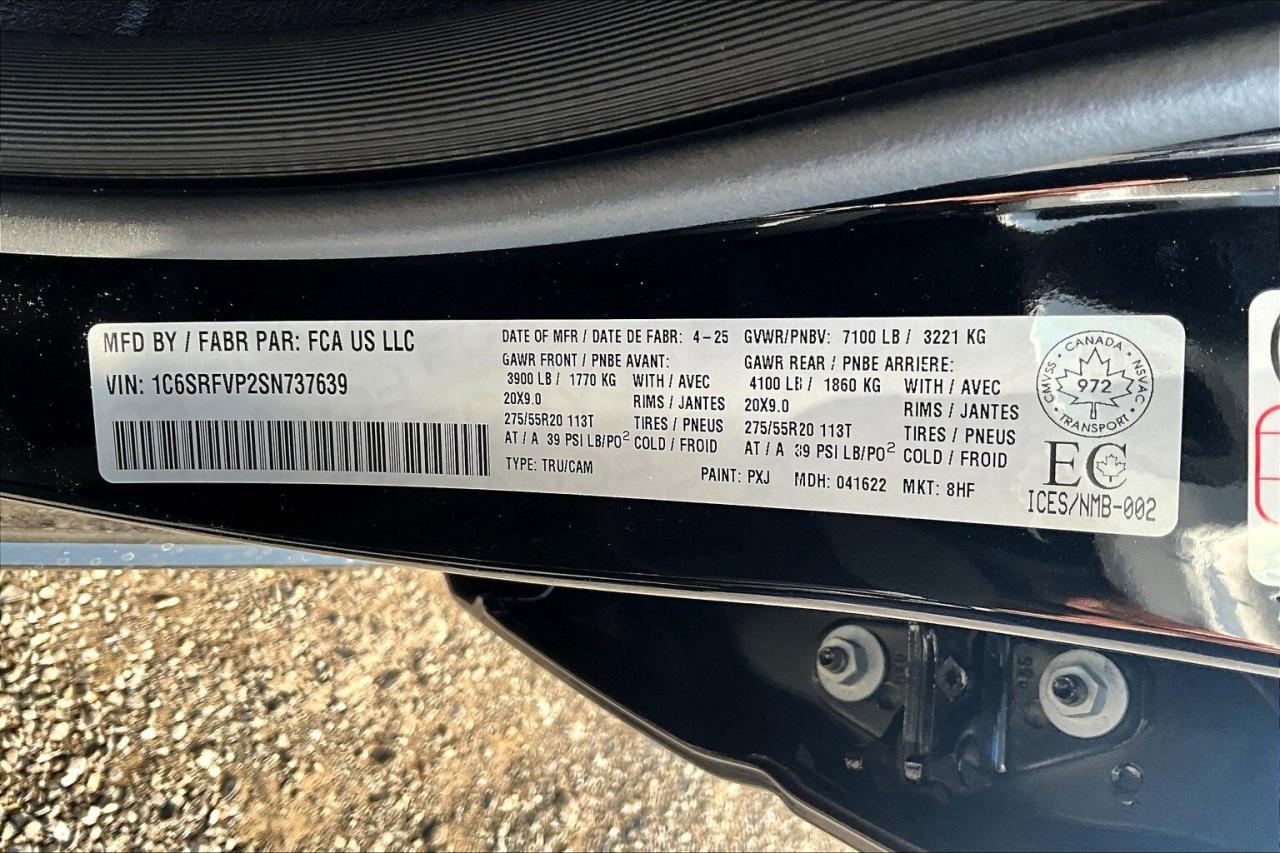 MFD BY / FABR PAR: FCA US LLC
VIN: 1C6SRFVP2SN737639
DATE OF MFR / DATE DE FABR: 4-25
GAWR FRONT / PNBE AVANT:
3900 LB / 1770 KG WITH / AVEC
20X9.0 RIMS / JANTES
275/55R20 113T TIRES / PNEUS
AT / A 39 PSI LB/PO² COLD / FROID
TYPE: TRU/CAM
GVWR/PNBV: 7100 LB / 3221 KG
GAWR REAR / PNBE ARRIERE:
4100 LB / 1860 KG WITH / AVEC
20X9.0 RIMS / JANTES
275/55R20 113T TIRES / PNEUS
AT / A 39 PSI LB/PO² COLD / FROID
PAINT: PXJ MDH: 041622 MKT: 8HF
CANADA
CMVSS NSVAC
972
TRANSPORT
EC
ICES/NMB-002